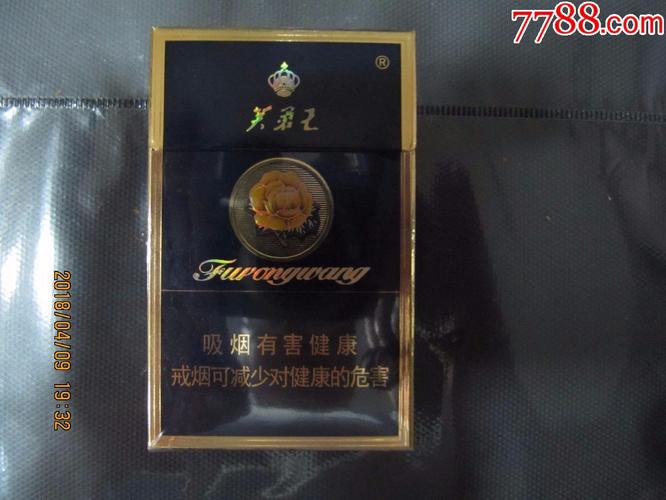 7788.com
®
芙蓉王
Furongwang
吸烟有害健康
戒烟可减少对健康的危害
2018/04/09 19:32